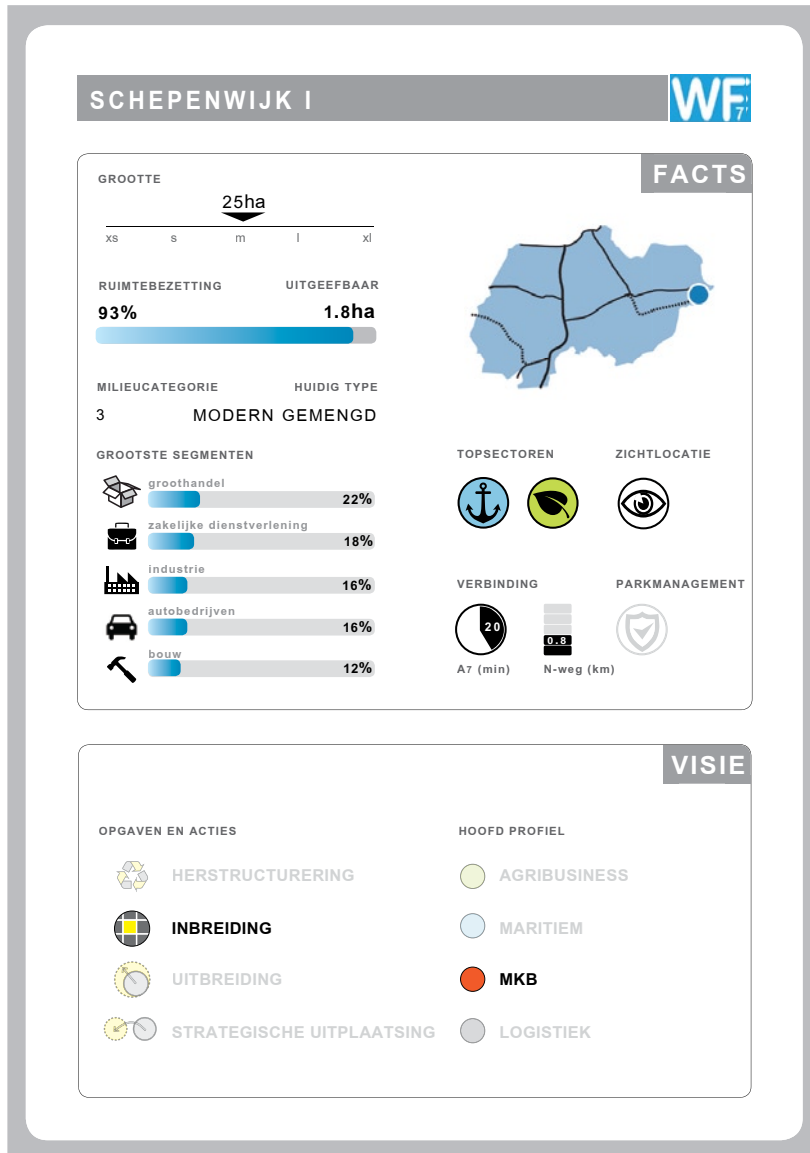 SCHEPENWIJK I
WF
7
FACTS
GROOTTE
25ha
xs s m l xl
RUIMTEBEZETTING UITGEEFBAAR
93% 1.8ha
MILIEUCATEGORIE HUIDIG TYPE
3 MODERN GEMENGD
GROOTSTE SEGMENTEN
groothandel
22%
zakelijke dienstverlening
18%
industrie
16%
autobedrijven
16%
bouw
12%
TOPSECTOREN ZICHTLOCATIE
VERBINDING PARKMANAGEMENT
20
0.8
A7 (min) N-weg (km)
VISIE
OPGAVEN EN ACTIES
HERSTRUCTURERING
INBREIDING
UITBREIDING
STRATEGISCHE UITPLAATSING
HOOFD PROFIEL
AGRIBUSINESS
MARITIEM
MKB
LOGISTIEK